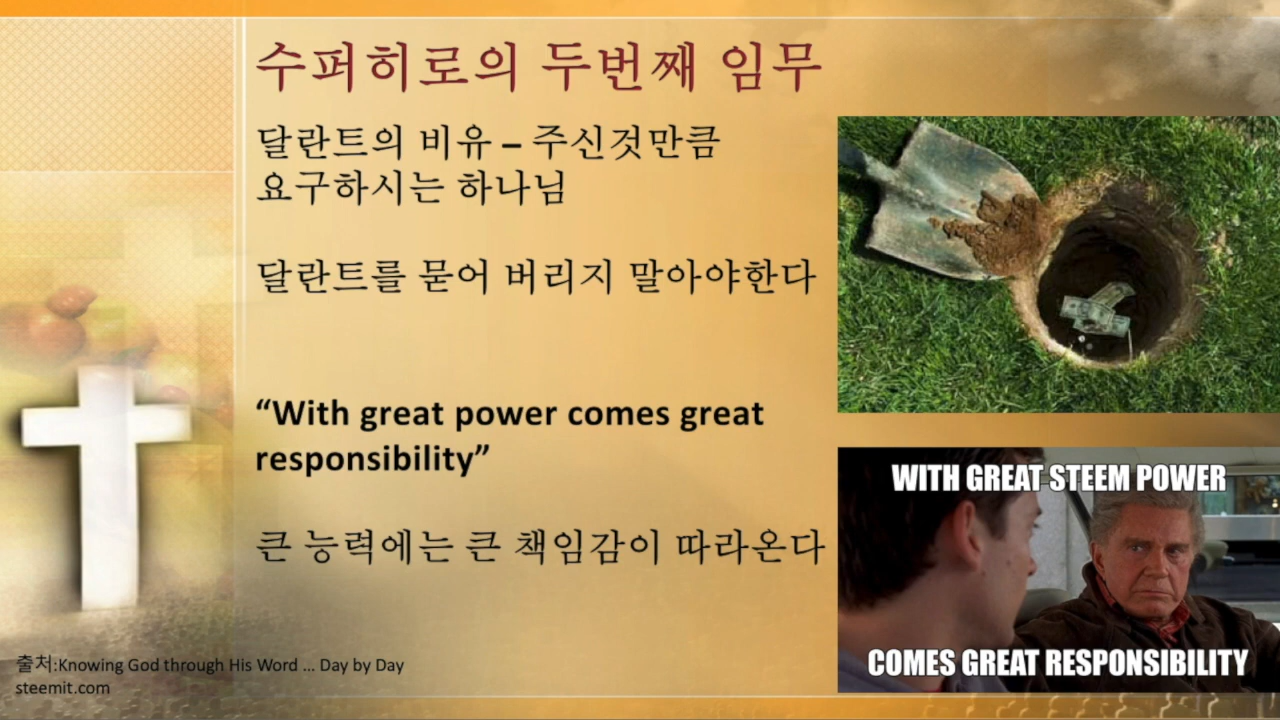 수퍼히로의 두번째 임무
달란트의 비유 – 주신것만큼
요구하시는 하나님
달란트를 묻어 버리지 말아야한다
“With great power comes great
responsibility”
큰 능력에는 큰 책임감이 따라온다
WITH GREAT STEEM POWER
COMES GREAT RESPONSIBILITY
출처:Knowing God through His Word ... Day by Day
steemit.com